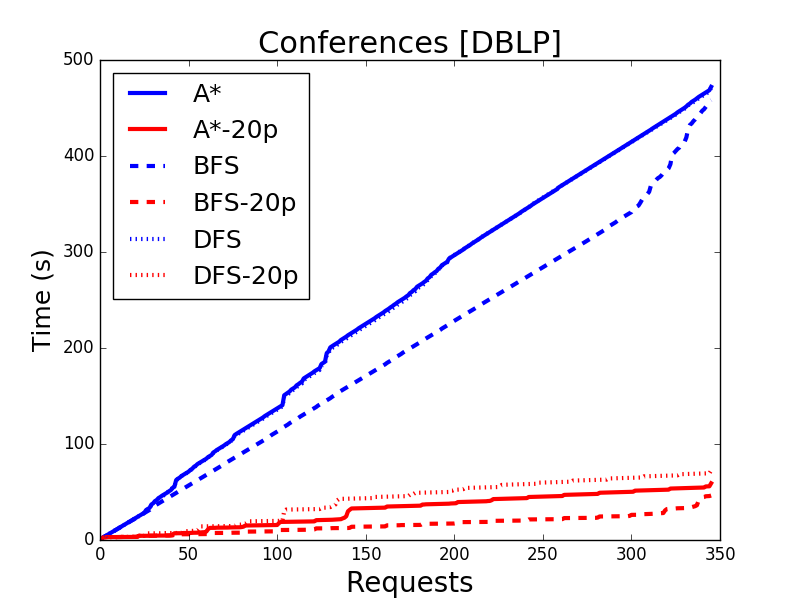 Conferences [DBLP]
500
400
300
200
100
0
Time (s)
A*
A*-20p
BFS
BFS-20p
DFS
DFS-20p
0 50 100 150 200 250 300 350
Requests